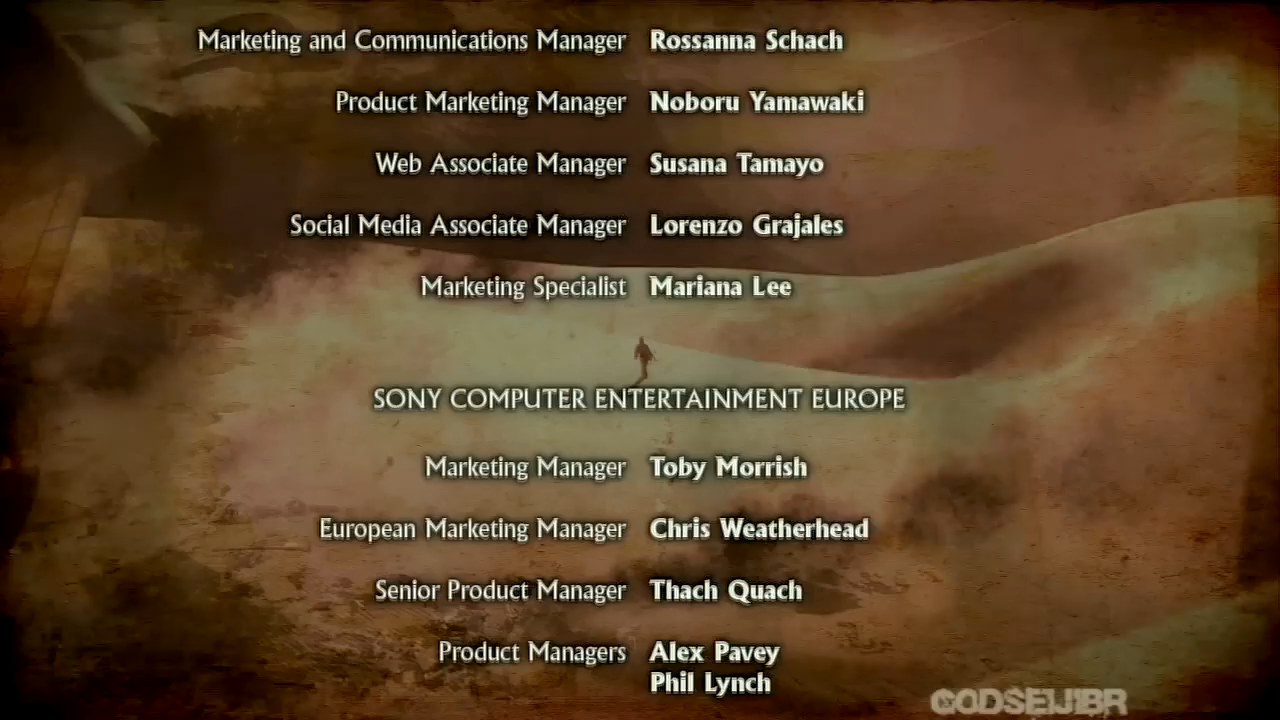 Marketing and Communications Manager Rossanna Schach
Product Marketing Manager Noboru Yamawaki
Web Associate Manager Susana Tamayo
Social Media Associate Manager Lorenzo Grajales
Marketing Specialist Mariana Lee
SONY COMPUTER ENTERTAINMENT EUROPE
Marketing Manager Toby Morrish
European Marketing Manager Chris Weatherhead
Senior Product Manager Thach Quach
Product Managers Alex Pavey
Phil Lynch
GODSEIJIBR